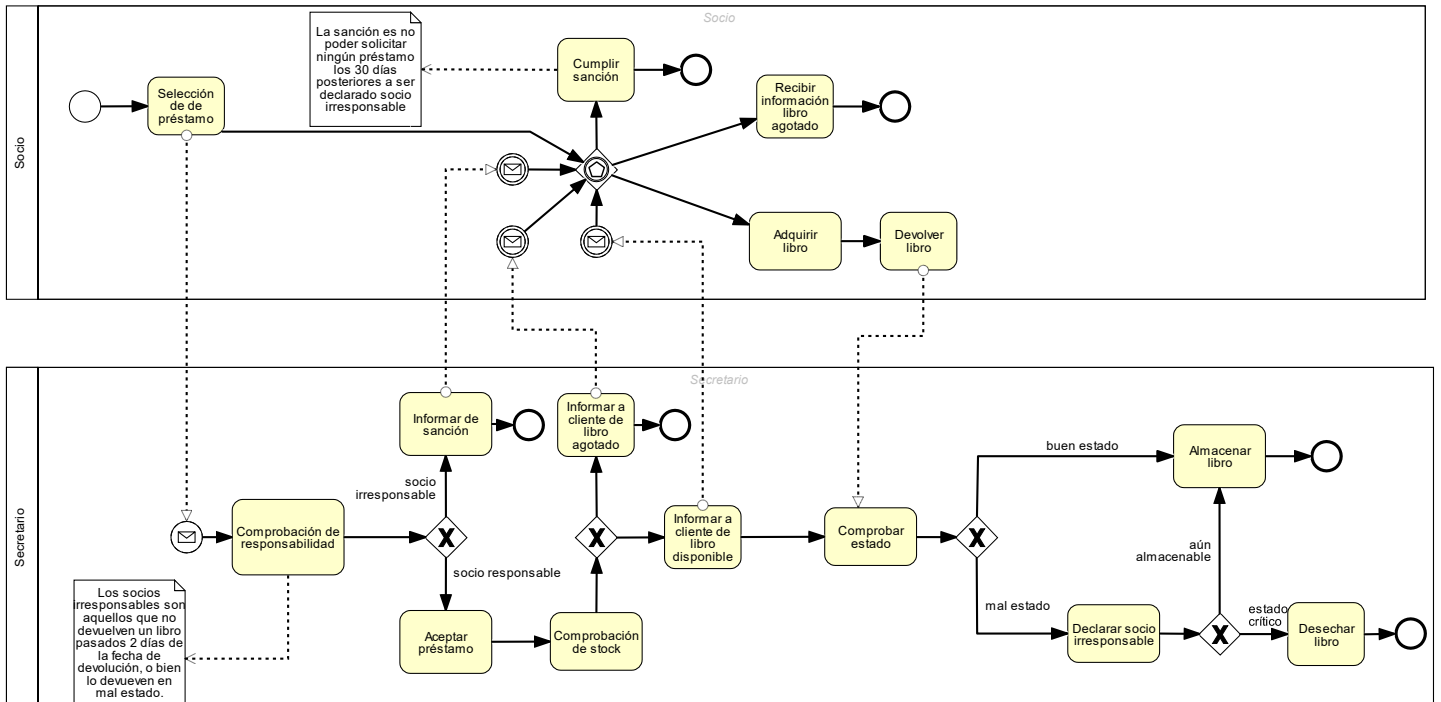 Socio
Socio
Selección
de de
préstamo
La sanción es no
poder solicitar
ningún préstamo
los 30 días
posteriores a ser
declarado socio
irresponsable
Cumplir
sanción
Recibir
información
libro
agotado
Adquirir
libro
Devolver
libro
Secretario
Secretario
Comprobación de
responsabilidad
Los socios
irresponsables son
aquellos que no
devuelven un libro
pasados 2 días de
la fecha de
devolución, o bien
lo devueven en
mal estado.
Informar de
sanción
socio
irresponsable
socio responsable
Aceptar
préstamo
Comprobación
de stock
Informar a
cliente de
libro
agotado
Informar a
cliente de
libro
disponible
Comprobar
estado
buen estado
mal estado
Declarar socio
irresponsable
aún
almacenable
estado
crítico
Almacenar
libro
Desechar
libro